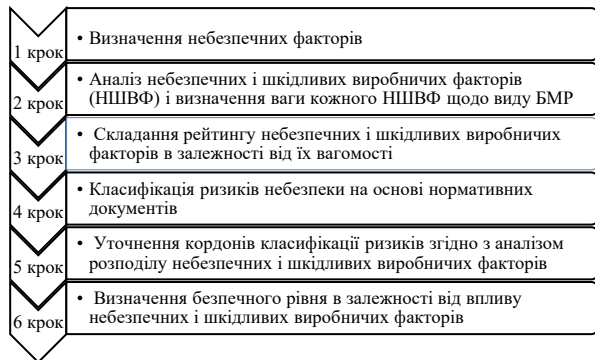 1 крок
• Визначення небезпечних факторів
2 крок
• Аналіз небезпечних і шкідливих виробничих факторів
(НШВФ) і визначення ваги кожного НШВФ щодо виду БМР
3 крок
• Складання рейтингу небезпечних і шкідливих виробничих
факторів в залежності від їх вагомості
4 крок
• Класифікація ризиків небезпеки на основі нормативних
документів
5 крок
• Уточнення кордонів класифікації ризиків згідно з аналізом
розподілу небезпечних і шкідливих виробничих факторів
6 крок
• Визначення безпечного рівня в залежності від впливу
небезпечних і шкідливих виробничих факторів